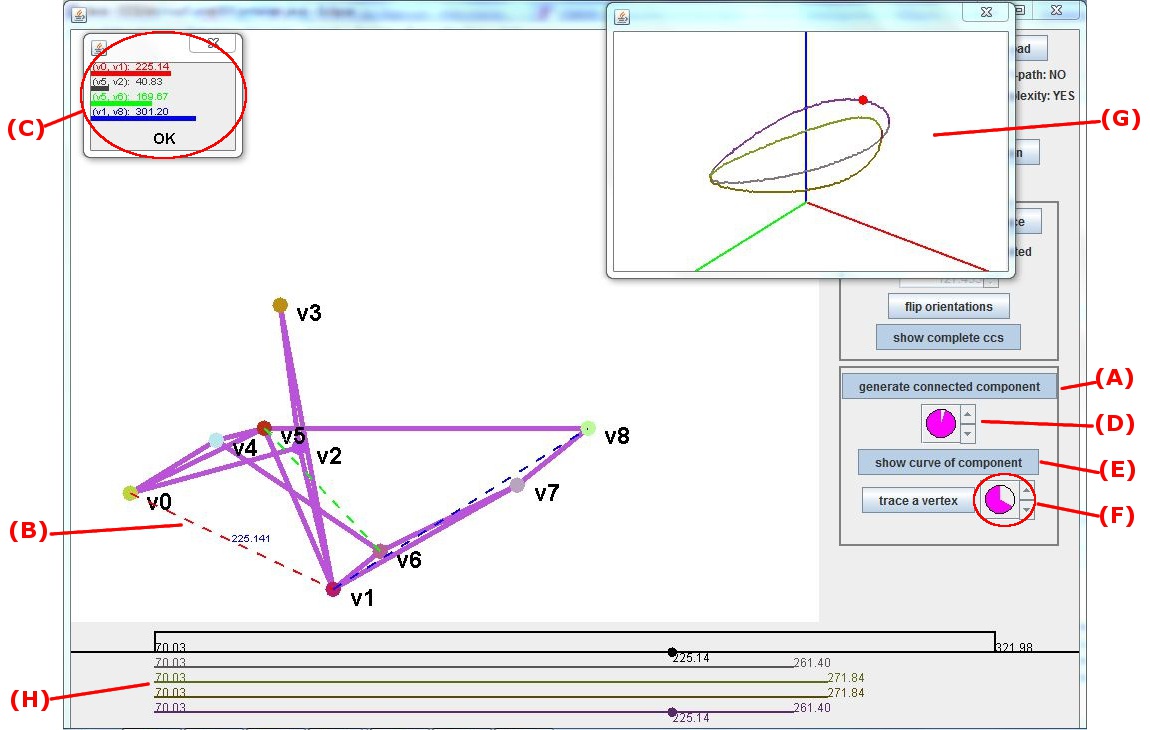 (v0, v1): 225.14
(v5, v2): 40.83
(v5, v6): 169.67
(v1, v8): 301.20
OK
(C)
(G)
ad
-path: NO
lexity: YES
n
ce
ted
flip orientations
show complete ccs
(A)
generate connected component
(D)
show curve of component
(E)
trace a vertex
(F)
v3
v5
v4
v2
v8
v7
v0
(B)
225.141
v6
v1
70.03
225.14
321.98
70.03
261.40
(H)
70.03
271.84
70.03
271.84
70.03
225.14
261.40